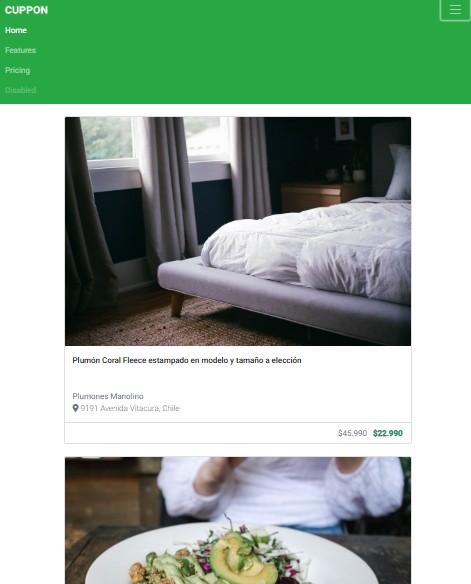 CUPPON
Home
Features
Pricing
Disabled
Plumón Coral Fleece estampado en modelo y tamaño a elección
Plumones Manolino
9191 Avenida Vitacura, Chile
$45.990 $22.990